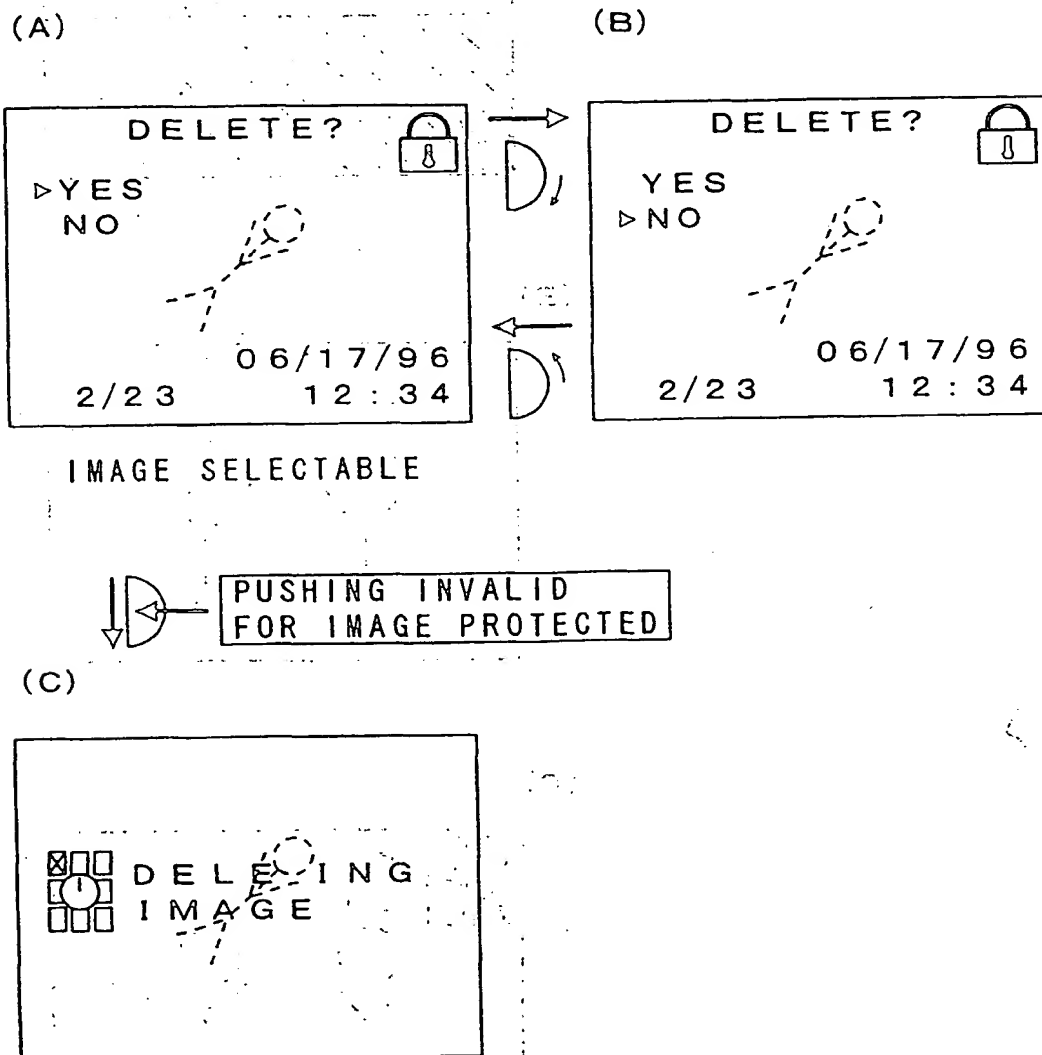 (A)
DELETE?
▷YES
NO
06/17/96
2/23 12:34
IMAGE SELECTABLE
(B)
DELETE?
YES
▷NO
06/17/96
2/23 12:34
PUSHING INVALID
FOR IMAGE PROTECTED
(C)
DELEING
IMAGE